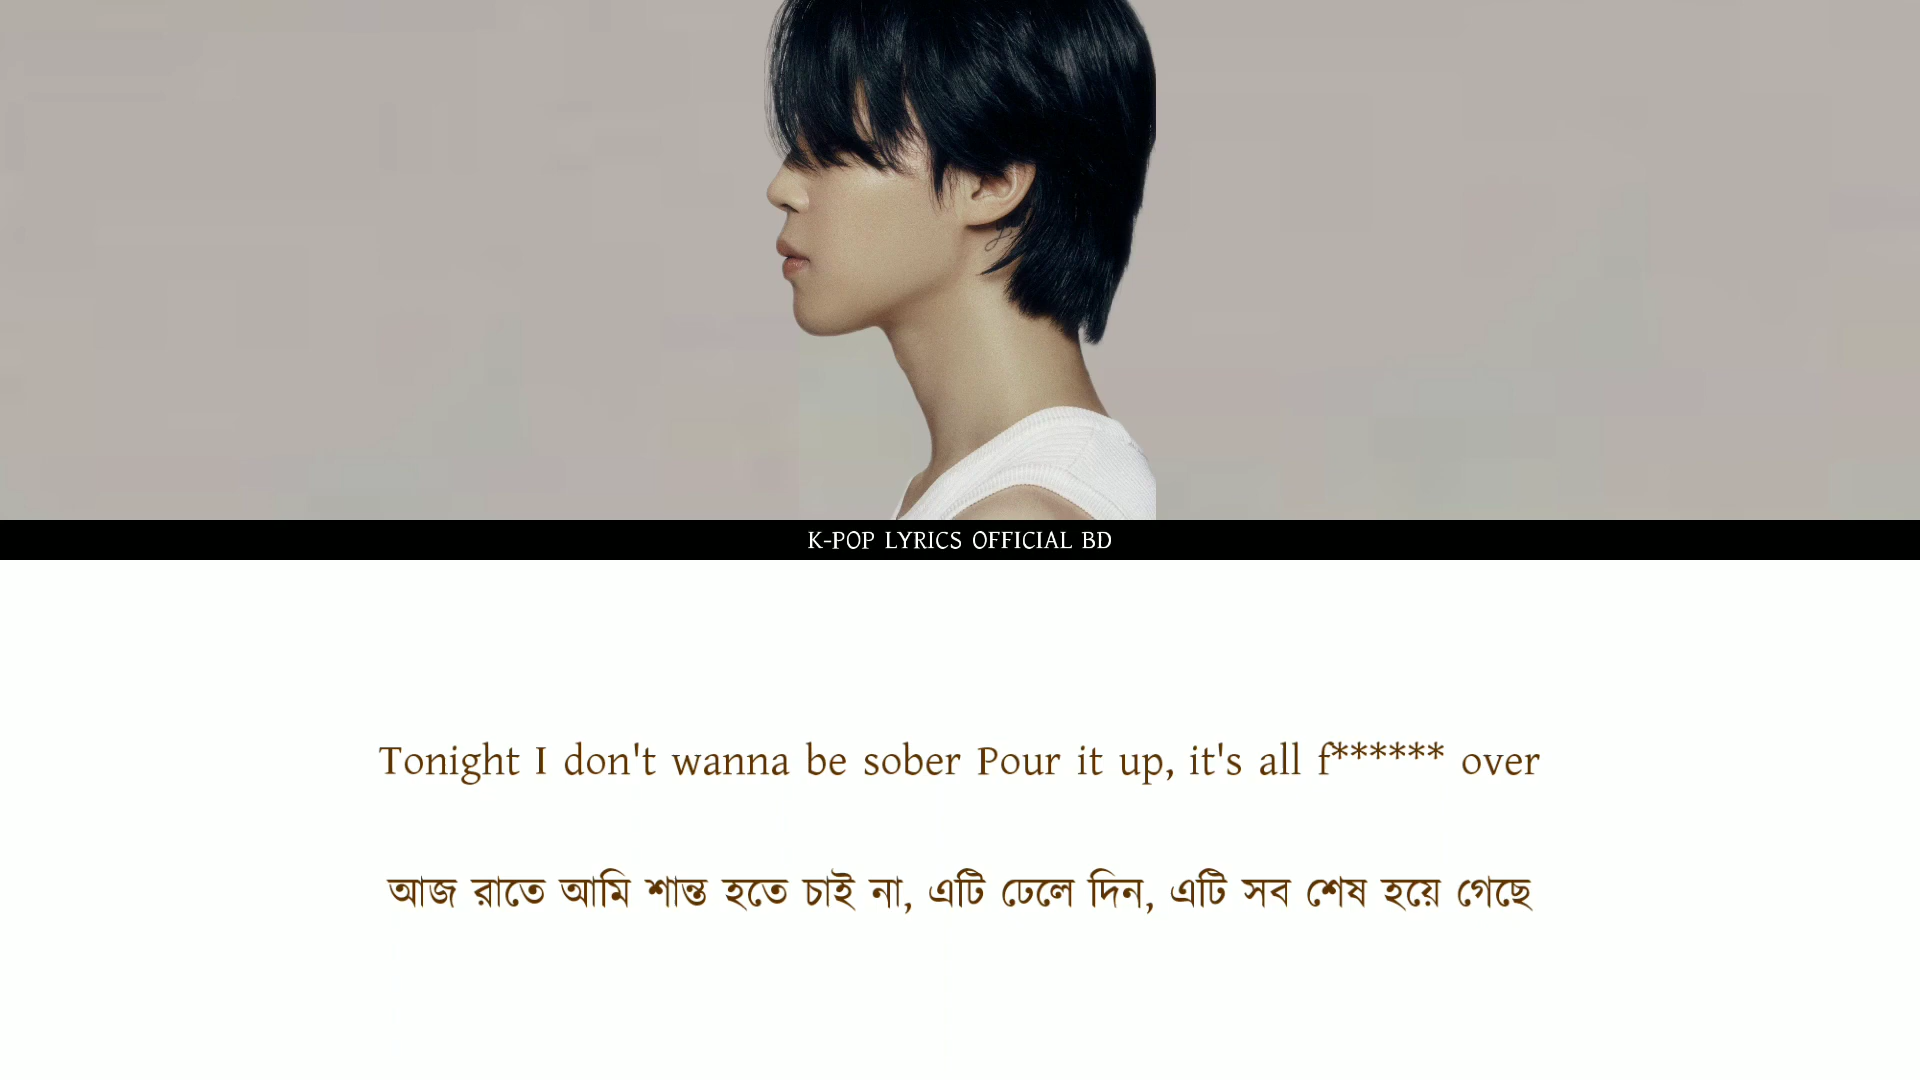 K-POP LYRICS OFFICIAL BD
Tonight I don't wanna be sober Pour it up, it's all f****** over
আজ রাতে আমি শান্ত হতে চাই না, এটি ঢেলে দিন, এটি সব শেষ হয়ে গেছে